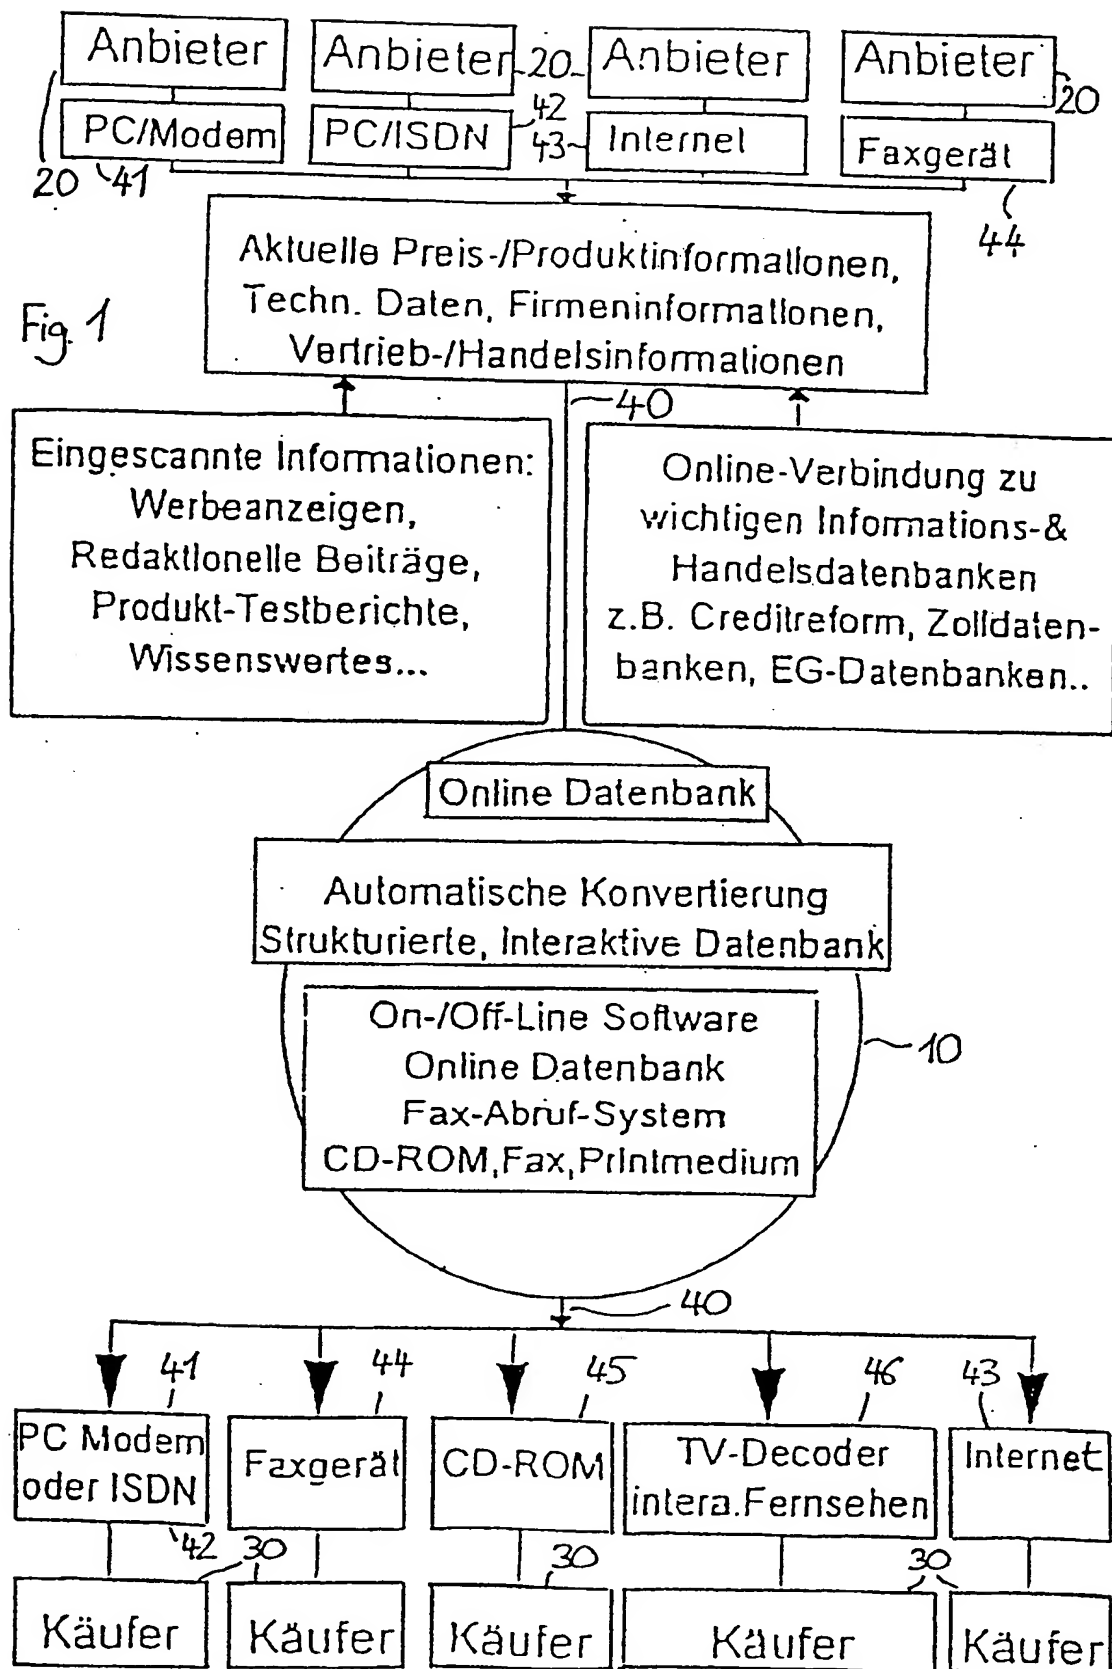 Anbieter
Anbieter
20
Anbieter
Anbieter
20
PC/Modem
PC/ISDN
42
43
Internet
Faxgerät
20
41
44
Aktuelle Preis-/Produktinformationen,
Techn. Daten, Firmeninformationen,
Vertrieb-/Handelsinformationen
Fig. 1
40
Eingescannte Informationen:
Werbeanzeigen,
Redaktionelle Beiträge,
Produkt-Testberichte,
Wissenswertes...
Online-Verbindung zu
wichtigen Informations-&
Handelsdatenbanken
z.B. Creditreform, Zolldaten-
banken, EG-Datenbanken..
Online Datenbank
Automatische Konvertierung
Strukturierte, Interaktive Datenbank
On-/Off-Line Software
Online Datenbank
Fax-Abruf-System
CD-ROM,Fax,Printmedium
10
40
41
44
45
46
43
PC Modem
oder ISDN
Faxgerät
CD-ROM
TV-Decoder
intera.Fernsehen
Internet
42
30
30
30
Käufer
Käufer
Käufer
Käufer
Käufer